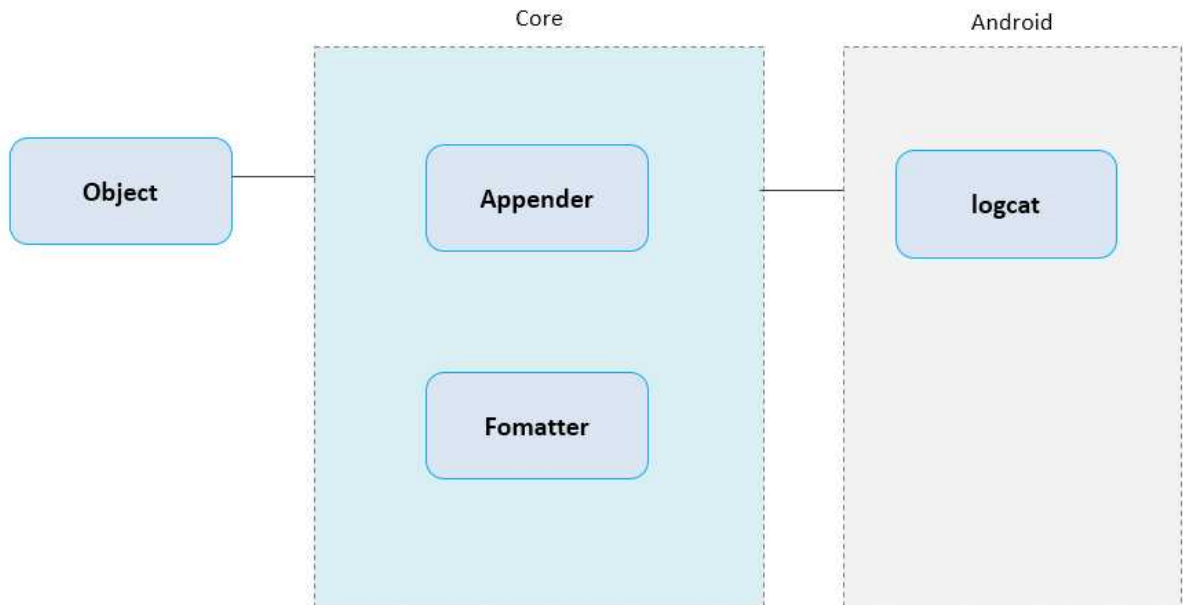 Core
Android
Object
Appender
logcat
Fomatter